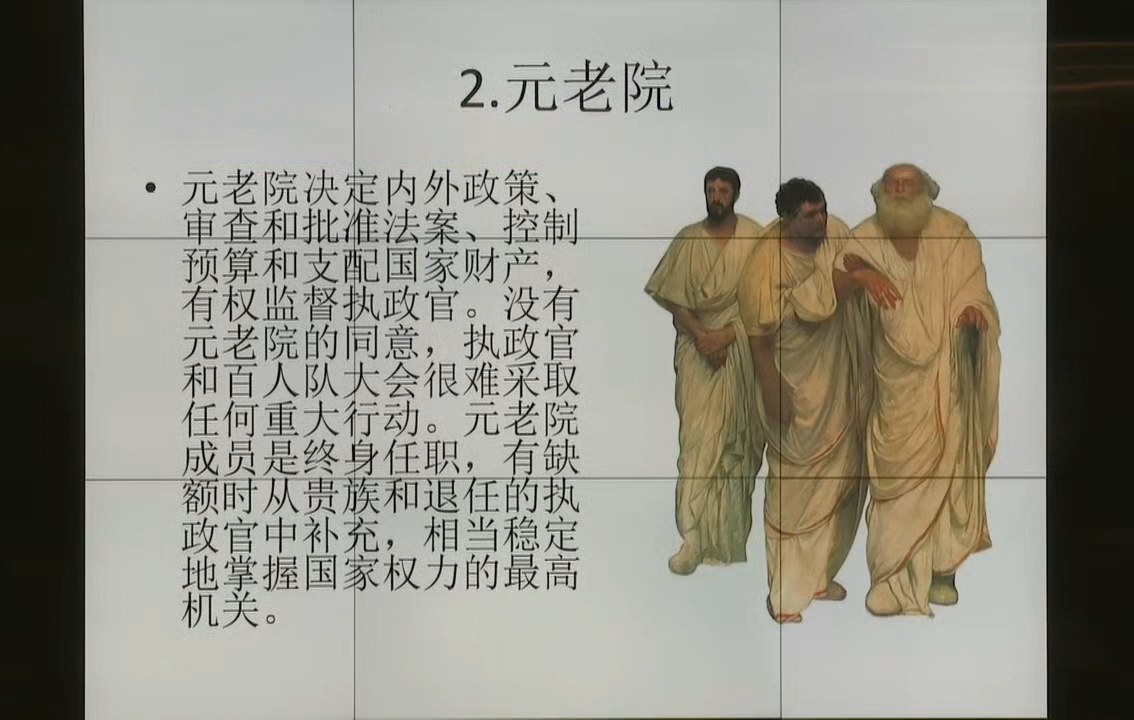 2.元老院
• 元老院决定内外政策、
审查和批准法案、控制
预算和支配国家财产，
有权监督执政官。没有
元老院的同意，执政官
和百人队大会很难采取
任何重大行动。元老院
成员是终身任职，有缺
额时从贵族和退任的执
政官中补充，相当稳定
地掌握国家权力的最高
机关。